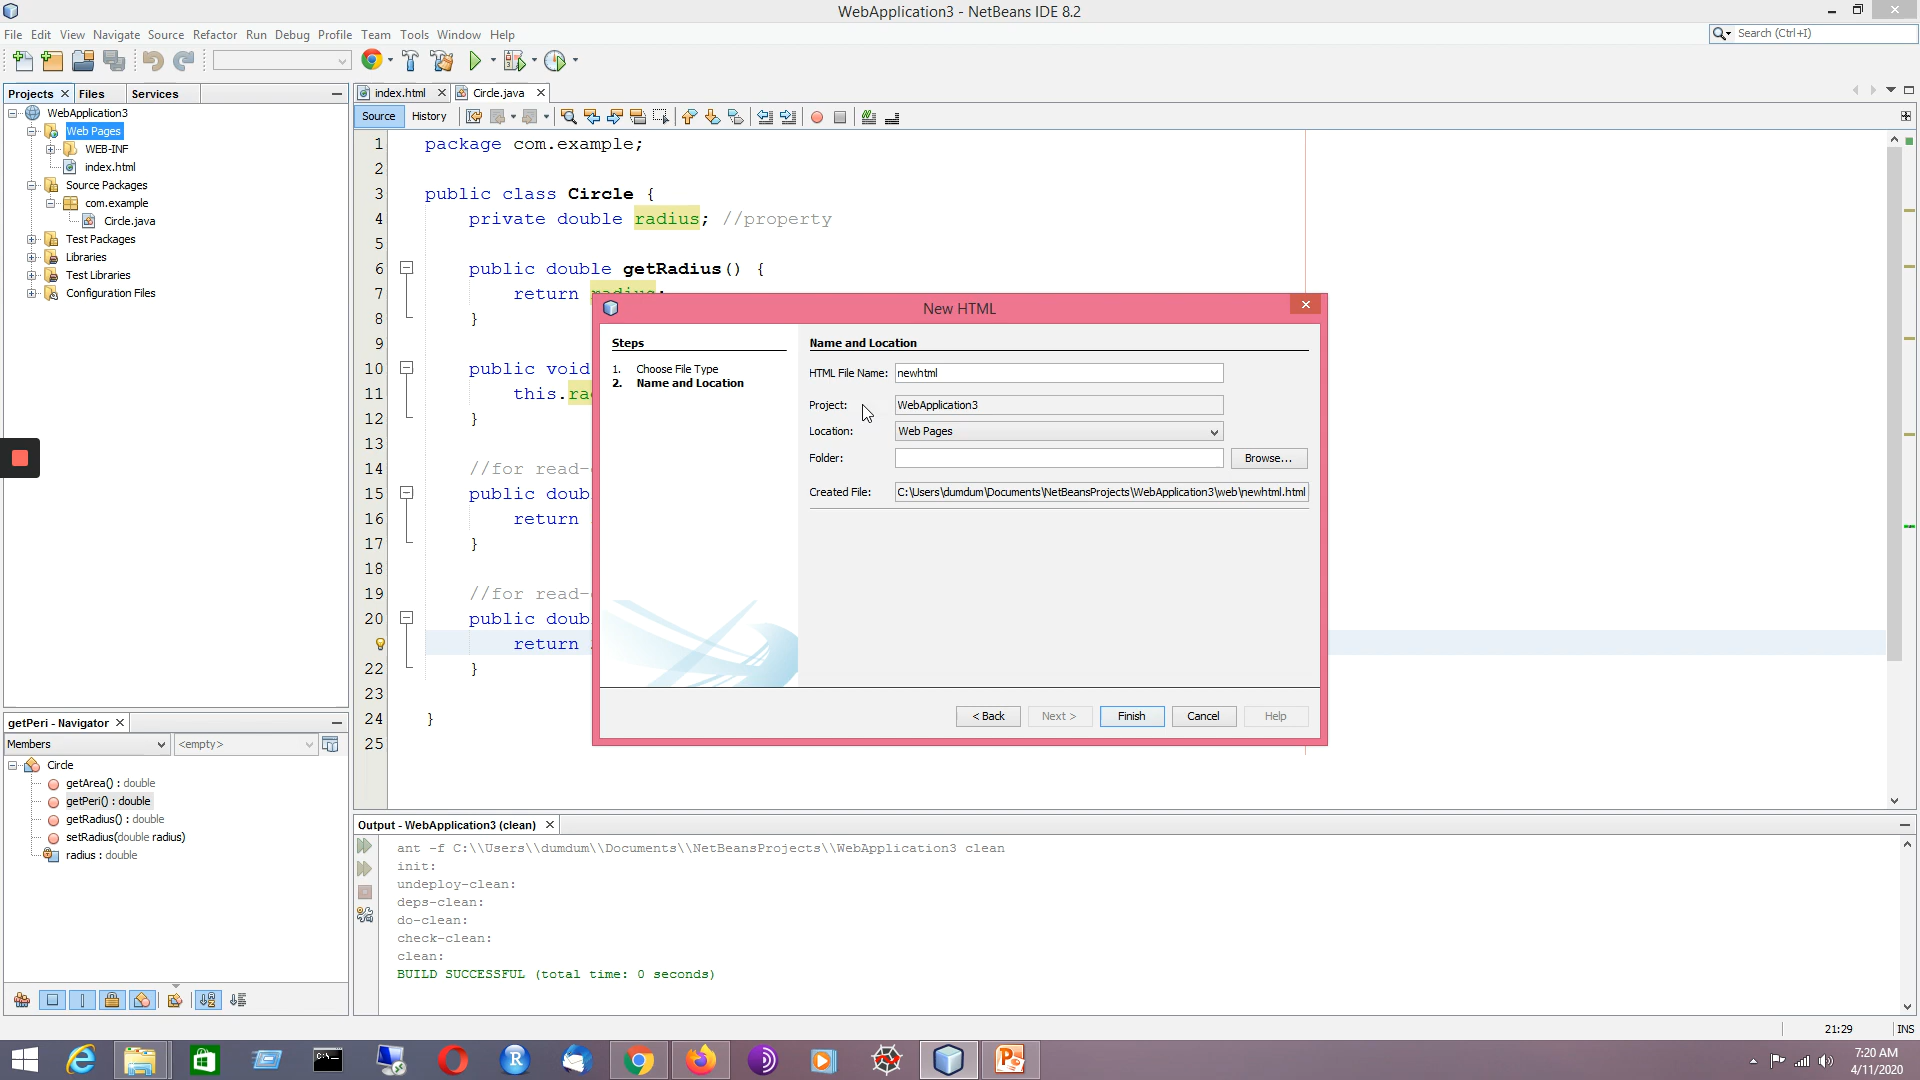 WebApplication3 - NetBeans IDE 8.2
File Edit View Navigate Source Refactor Run Debug Profile Team Tools Window Help
Search (Ctrl+I)
Projects Files Services
WebApplication3
Web Pages
WEB-INF
index.html
Source Packages
com.example
Circle.java
Test Packages
Libraries
Test Libraries
Configuration Files
index.html Circle.java
Source History
1 package com.example;
2
3 public class Circle {
4 private double radius; //property
5
6 public double getRadius() {
7 return radius;
8 }
9
10 public void
11 this.ra
12 }
13
14 //for read-
15 public doub
16 return
17 }
18
19 //for read-
20 public doub
return
22 }
23
24 }
25
New HTML
Steps
1. Choose File Type
2. Name and Location
Name and Location
HTML File Name: newhtml
Project: WebApplication3
Location: Web Pages
Folder: Browse...
Created File: C:\Users\dumdum\Documents\NetBeansProjects\WebApplication3\web\newhtml.html
< Back Next > Finish Cancel Help
getPeri - Navigator
Members <empty>
Circle
getArea() : double
getPeri() : double
getRadius() : double
setRadius(double radius)
radius : double
Output - WebApplication3 (clean)
ant -f C:\\Users\\dumdum\\Documents\\NetBeansProjects\\WebApplication3 clean
init:
undeploy-clean:
deps-clean:
do-clean:
check-clean:
clean:
BUILD SUCCESSFUL (total time: 0 seconds)
21:29 INS
7:20 AM
4/11/2020